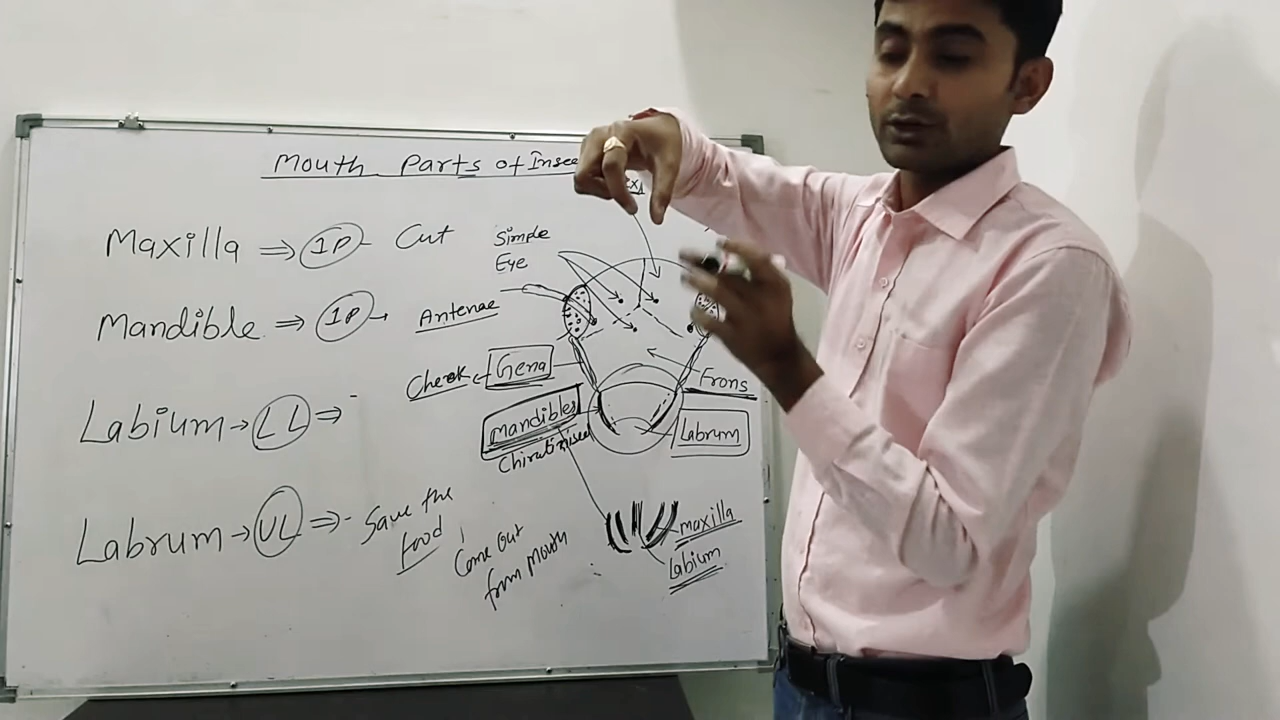 Mouth Parts of Inse
Maxilla ⇒ 1P - Cut
Mandible ⇒ 1P →
Labium → LL ⇒ -
Labrum → UL ⇒ - Save the
food
Come out
from mouth
Simple
Eye
Antenae
Cheek ← Gena
Mandibles
Frons
Labrum
maxilla
Labium